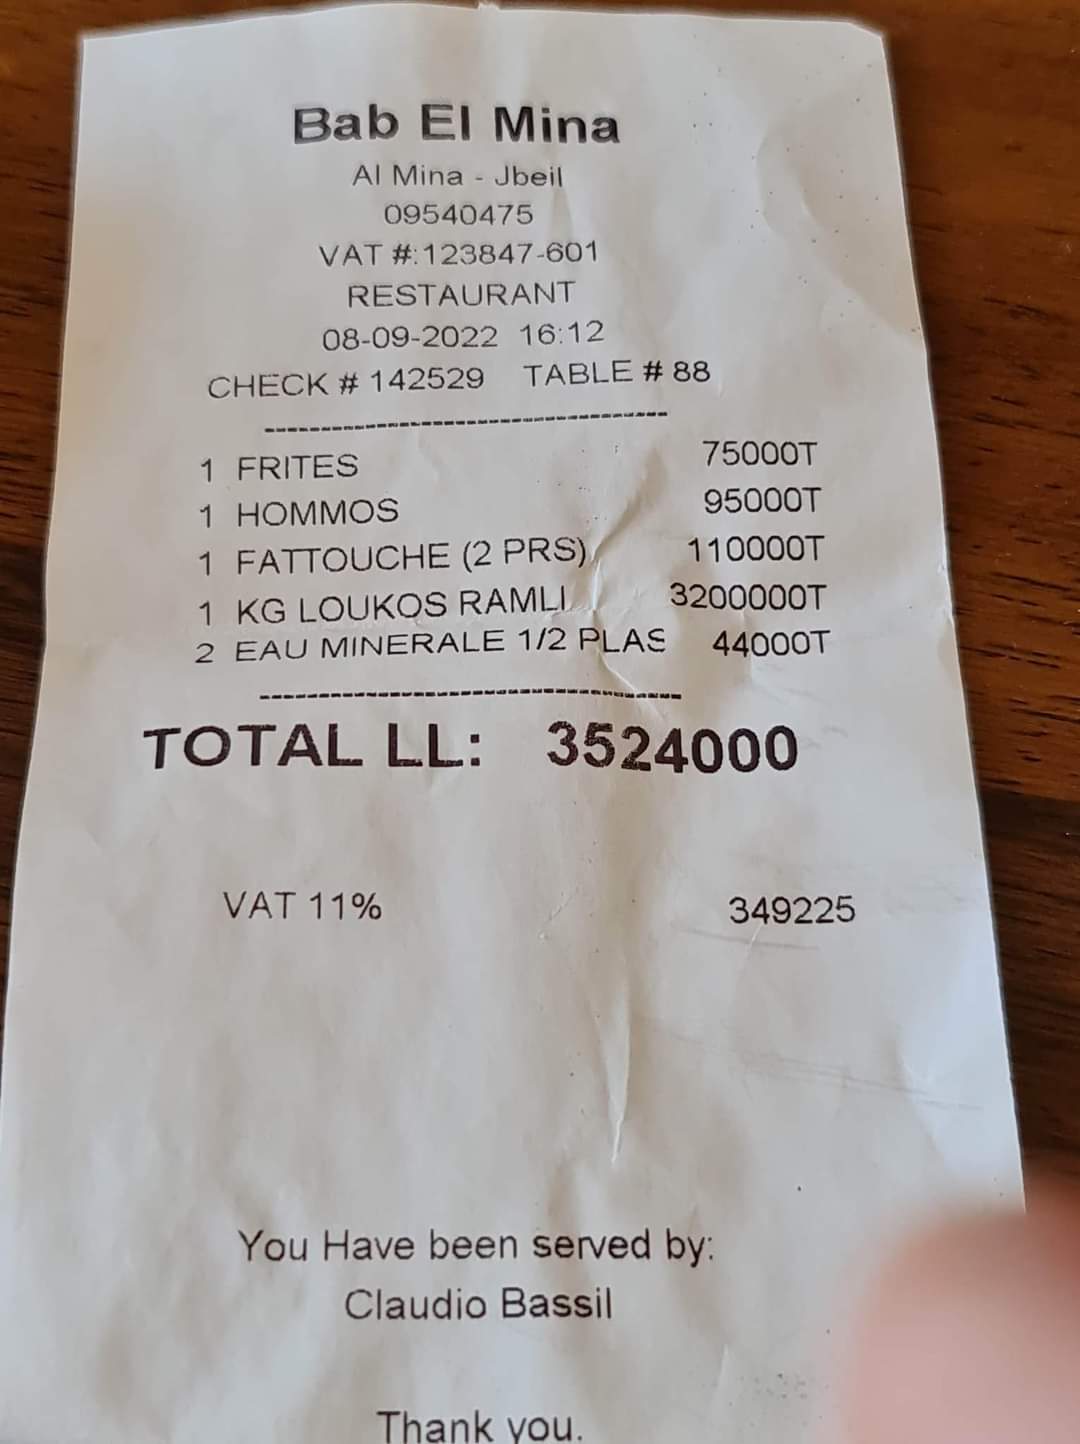 Bab El Mina
Al Mina - Jbeil
09540475
VAT #:123847-601
RESTAURANT
08-09-2022 16:12
CHECK # 142529 TABLE # 88
1 FRITES 75000T
1 HOMMOS 95000T
1 FATTOUCHE (2 PRS) 110000T
1 KG LOUKOS RAMLI 3200000T
2 EAU MINERALE 1/2 PLAS 44000T
TOTAL LL: 3524000
VAT 11% 349225
You Have been served by:
Claudio Bassil
Thank you.